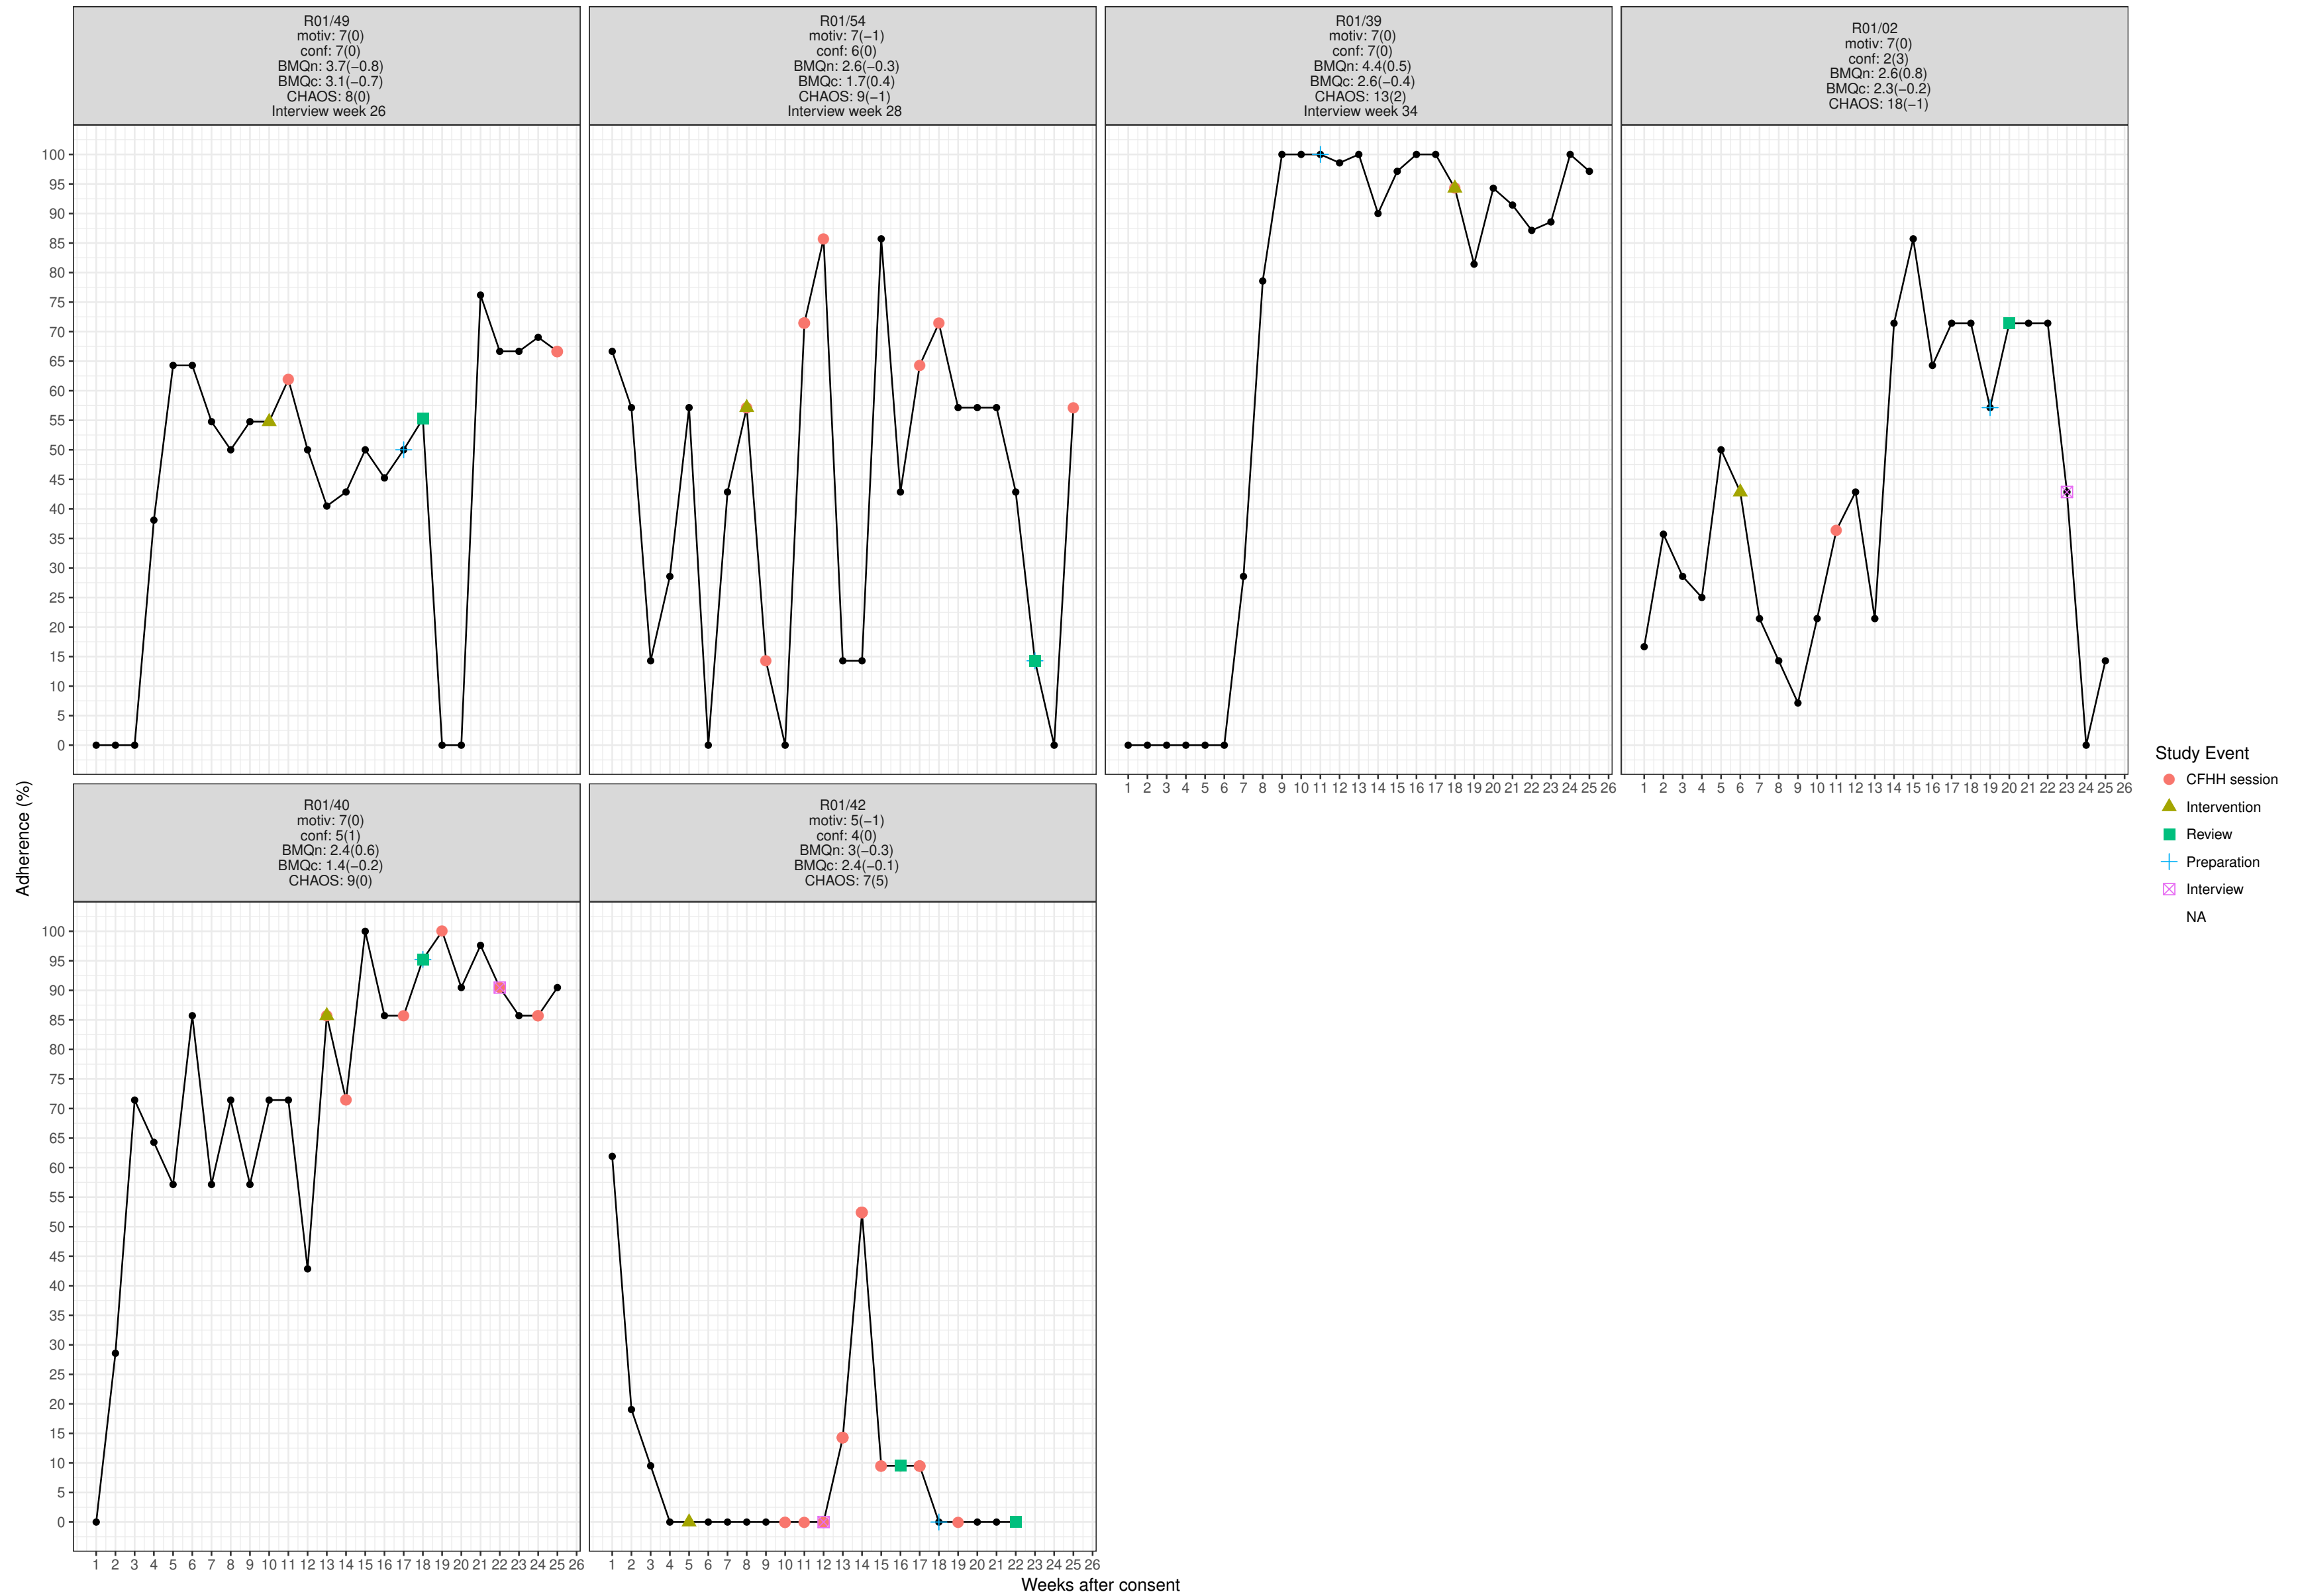 R01/49
motiv: 7(0)
conf: 7(0)
BMQn: 3.7(−0.8)
BMQc: 3.1(−0.7)
CHAOS: 8(0)
Interview week 26
R01/54
motiv: 7(−1)
conf: 6(0)
BMQn: 2.6(−0.3)
BMQc: 1.7(0.4)
CHAOS: 9(−1)
Interview week 28
R01/39
motiv: 7(0)
conf: 7(0)
BMQn: 4.4(0.5)
BMQc: 2.6(−0.4)
CHAOS: 13(2)
Interview week 34
R01/02
motiv: 7(0)
conf: 2(3)
BMQn: 2.6(0.8)
BMQc: 2.3(−0.2)
CHAOS: 18(−1)
100
95
90
85
80
75
70
65
60
55
50
45
40
35
30
25
20
15
10
5
0
1 2 3 4 5 6 7 8 9 10 11 12 13 14 15 16 17 18 19 20 21 22 23 24 25 26
1 2 3 4 5 6 7 8 9 10 11 12 13 14 15 16 17 18 19 20 21 22 23 24 25 26
R01/40
motiv: 7(0)
conf: 5(1)
BMQn: 2.4(0.6)
BMQc: 1.4(−0.2)
CHAOS: 9(0)
R01/42
motiv: 5(−1)
conf: 4(0)
BMQn: 3(−0.3)
BMQc: 2.4(−0.1)
CHAOS: 7(5)
100
95
90
85
80
75
70
65
60
55
50
45
40
35
30
25
20
15
10
5
0
1 2 3 4 5 6 7 8 9 10 11 12 13 14 15 16 17 18 19 20 21 22 23 24 25 26
1 2 3 4 5 6 7 8 9 10 11 12 13 14 15 16 17 18 19 20 21 22 23 24 25 26
Adherence (%)
Weeks after consent
Study Event
CFHH session
Intervention
Review
Preparation
Interview
NA